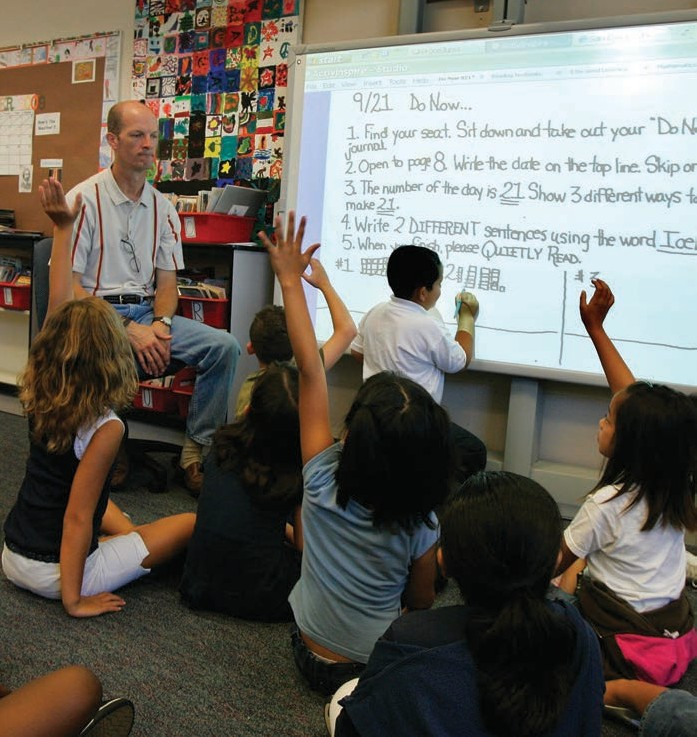 9/21 Do Now...
1. Find your seat. Sit down and take out your "Do No
journal.
2. Open to page 8. Write the date on the top line. Skip or
3. The number of the day is 21 Show 3 different ways to
make 21.
4. Write 2 DIFFERENT sentences using the word
5. When you finish, please QUIETLY READ.
#1 2 #3